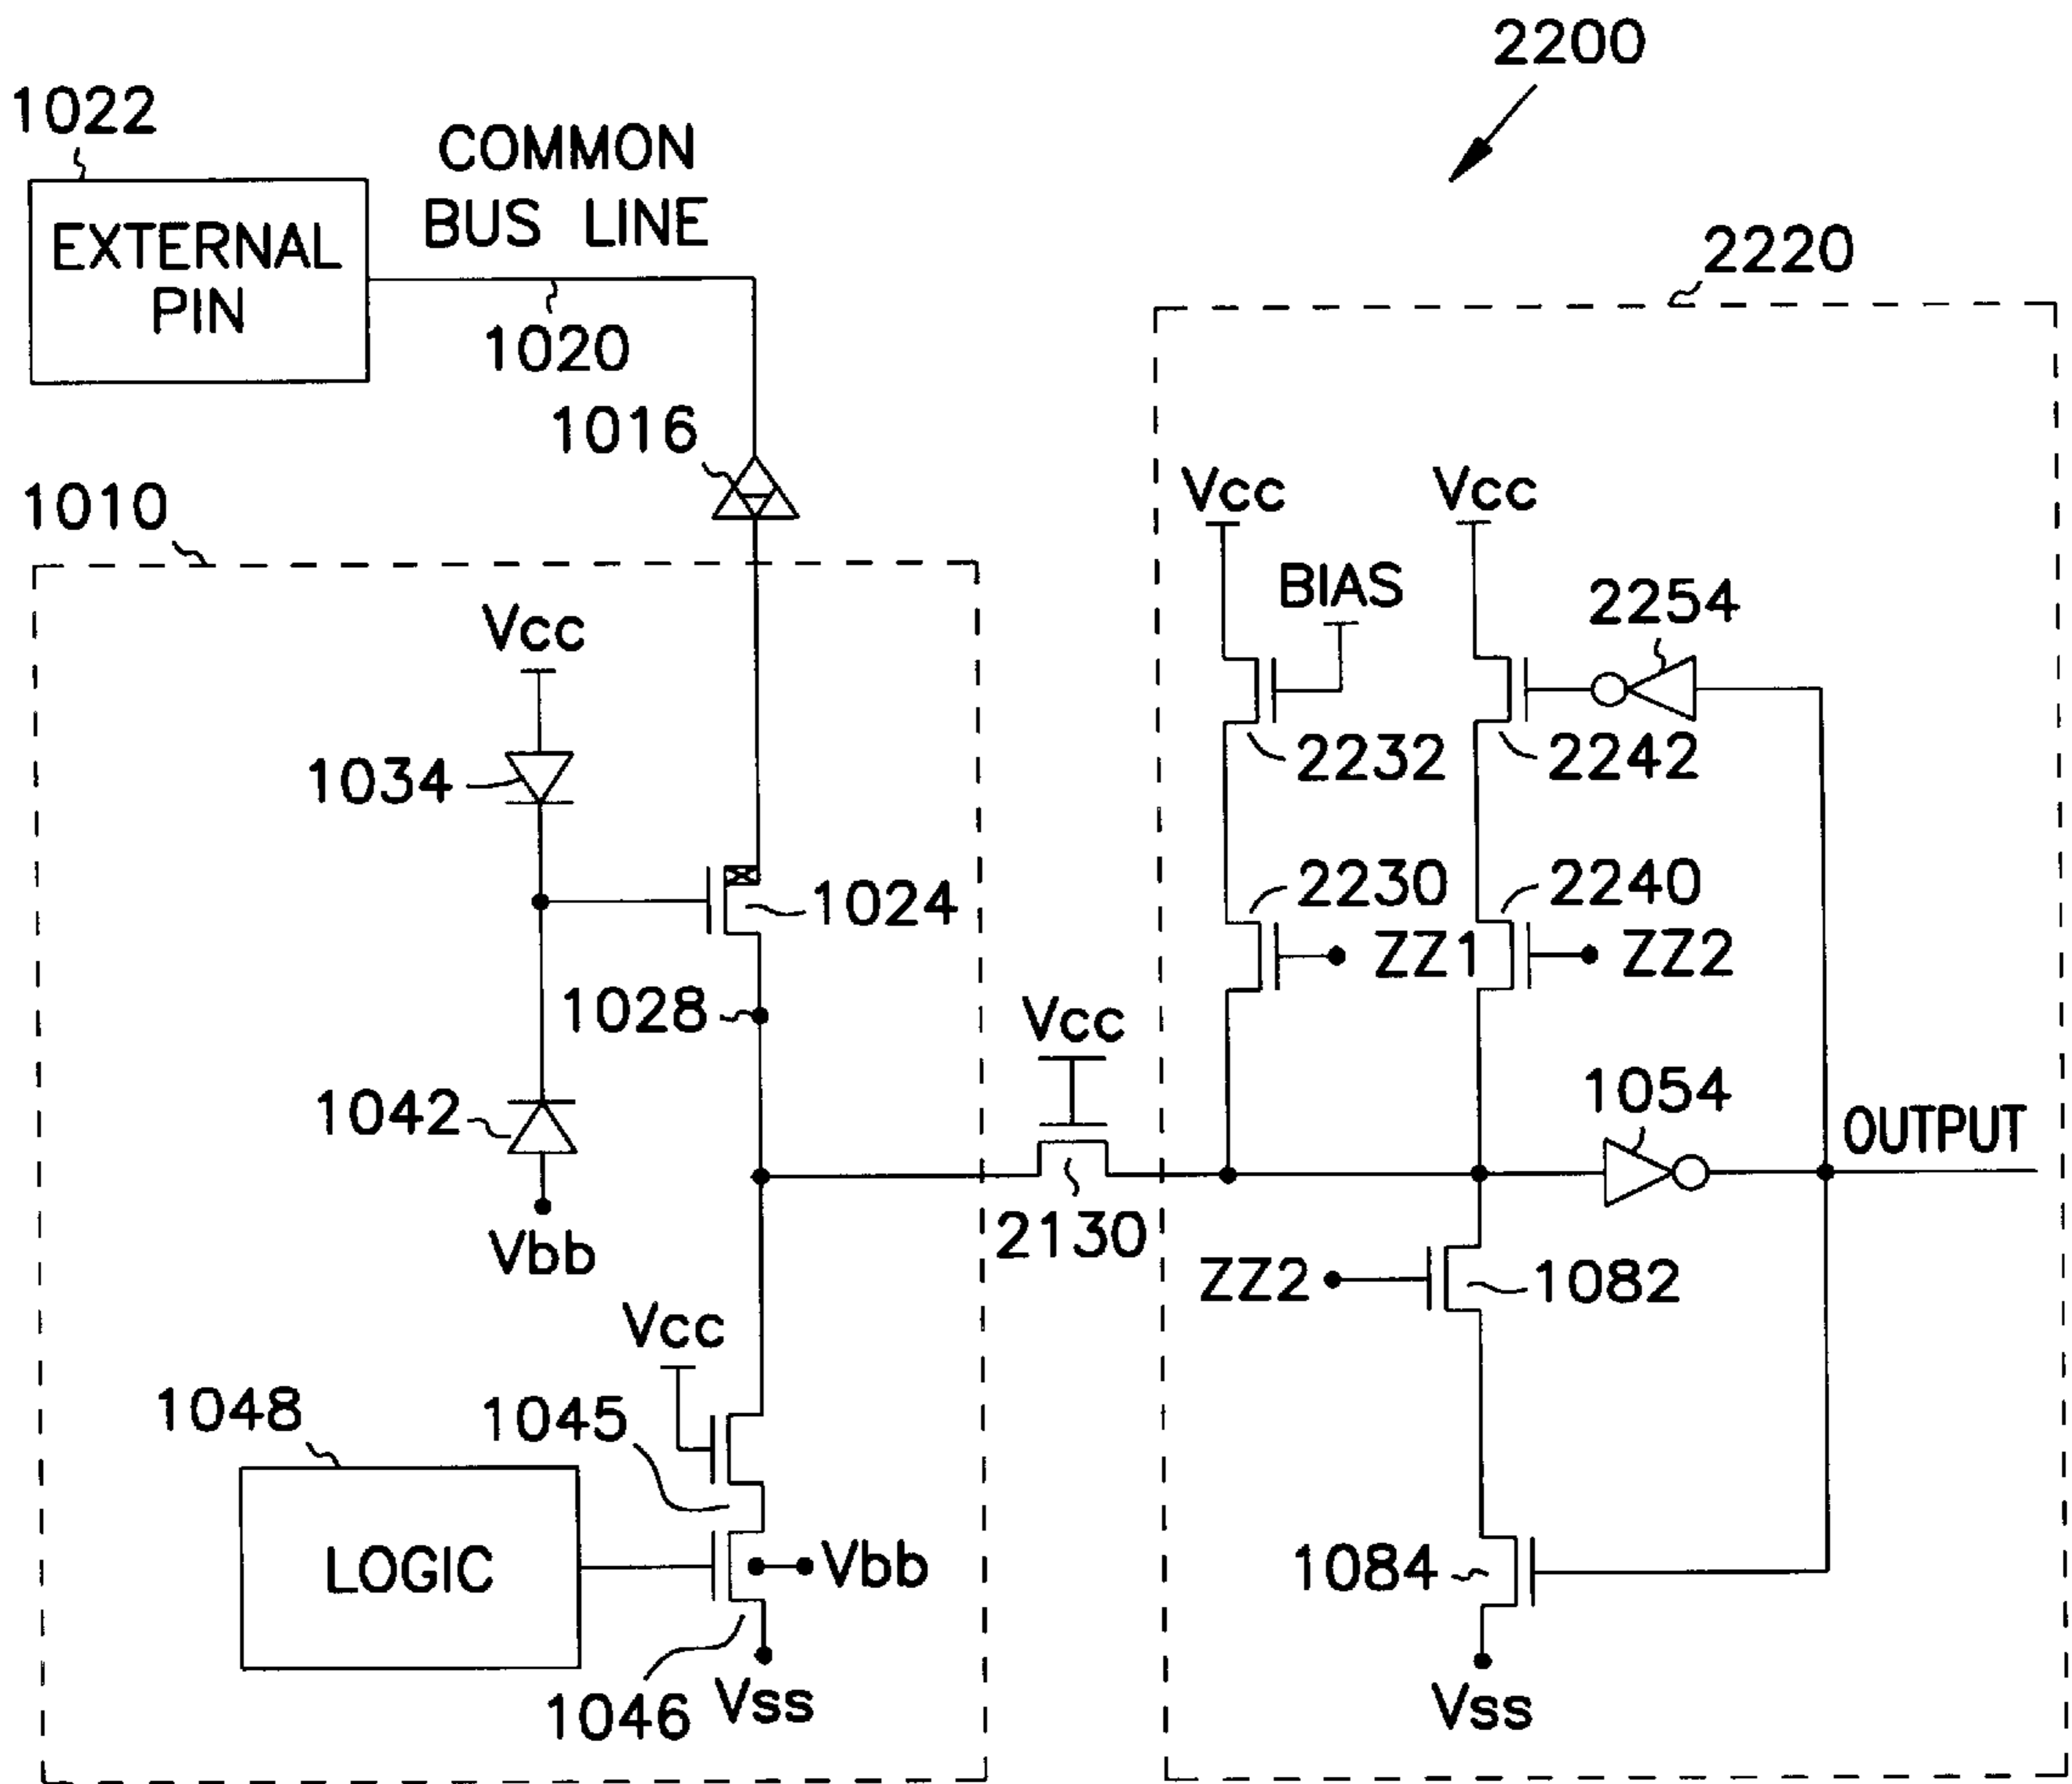 2200
1022
COMMON
BUS LINE
EXTERNAL
PIN
2220
1020
1016
Vcc
Vcc
1010
BIAS
2254
Vcc
1034
2232
2242
1024
2230
2240
ZZ1
ZZ2
1028
Vcc
1042
1054
OUTPUT
2130
Vbb
ZZ2
1082
Vcc
1048
1045
LOGIC
Vbb
1084
1046
Vss
Vss